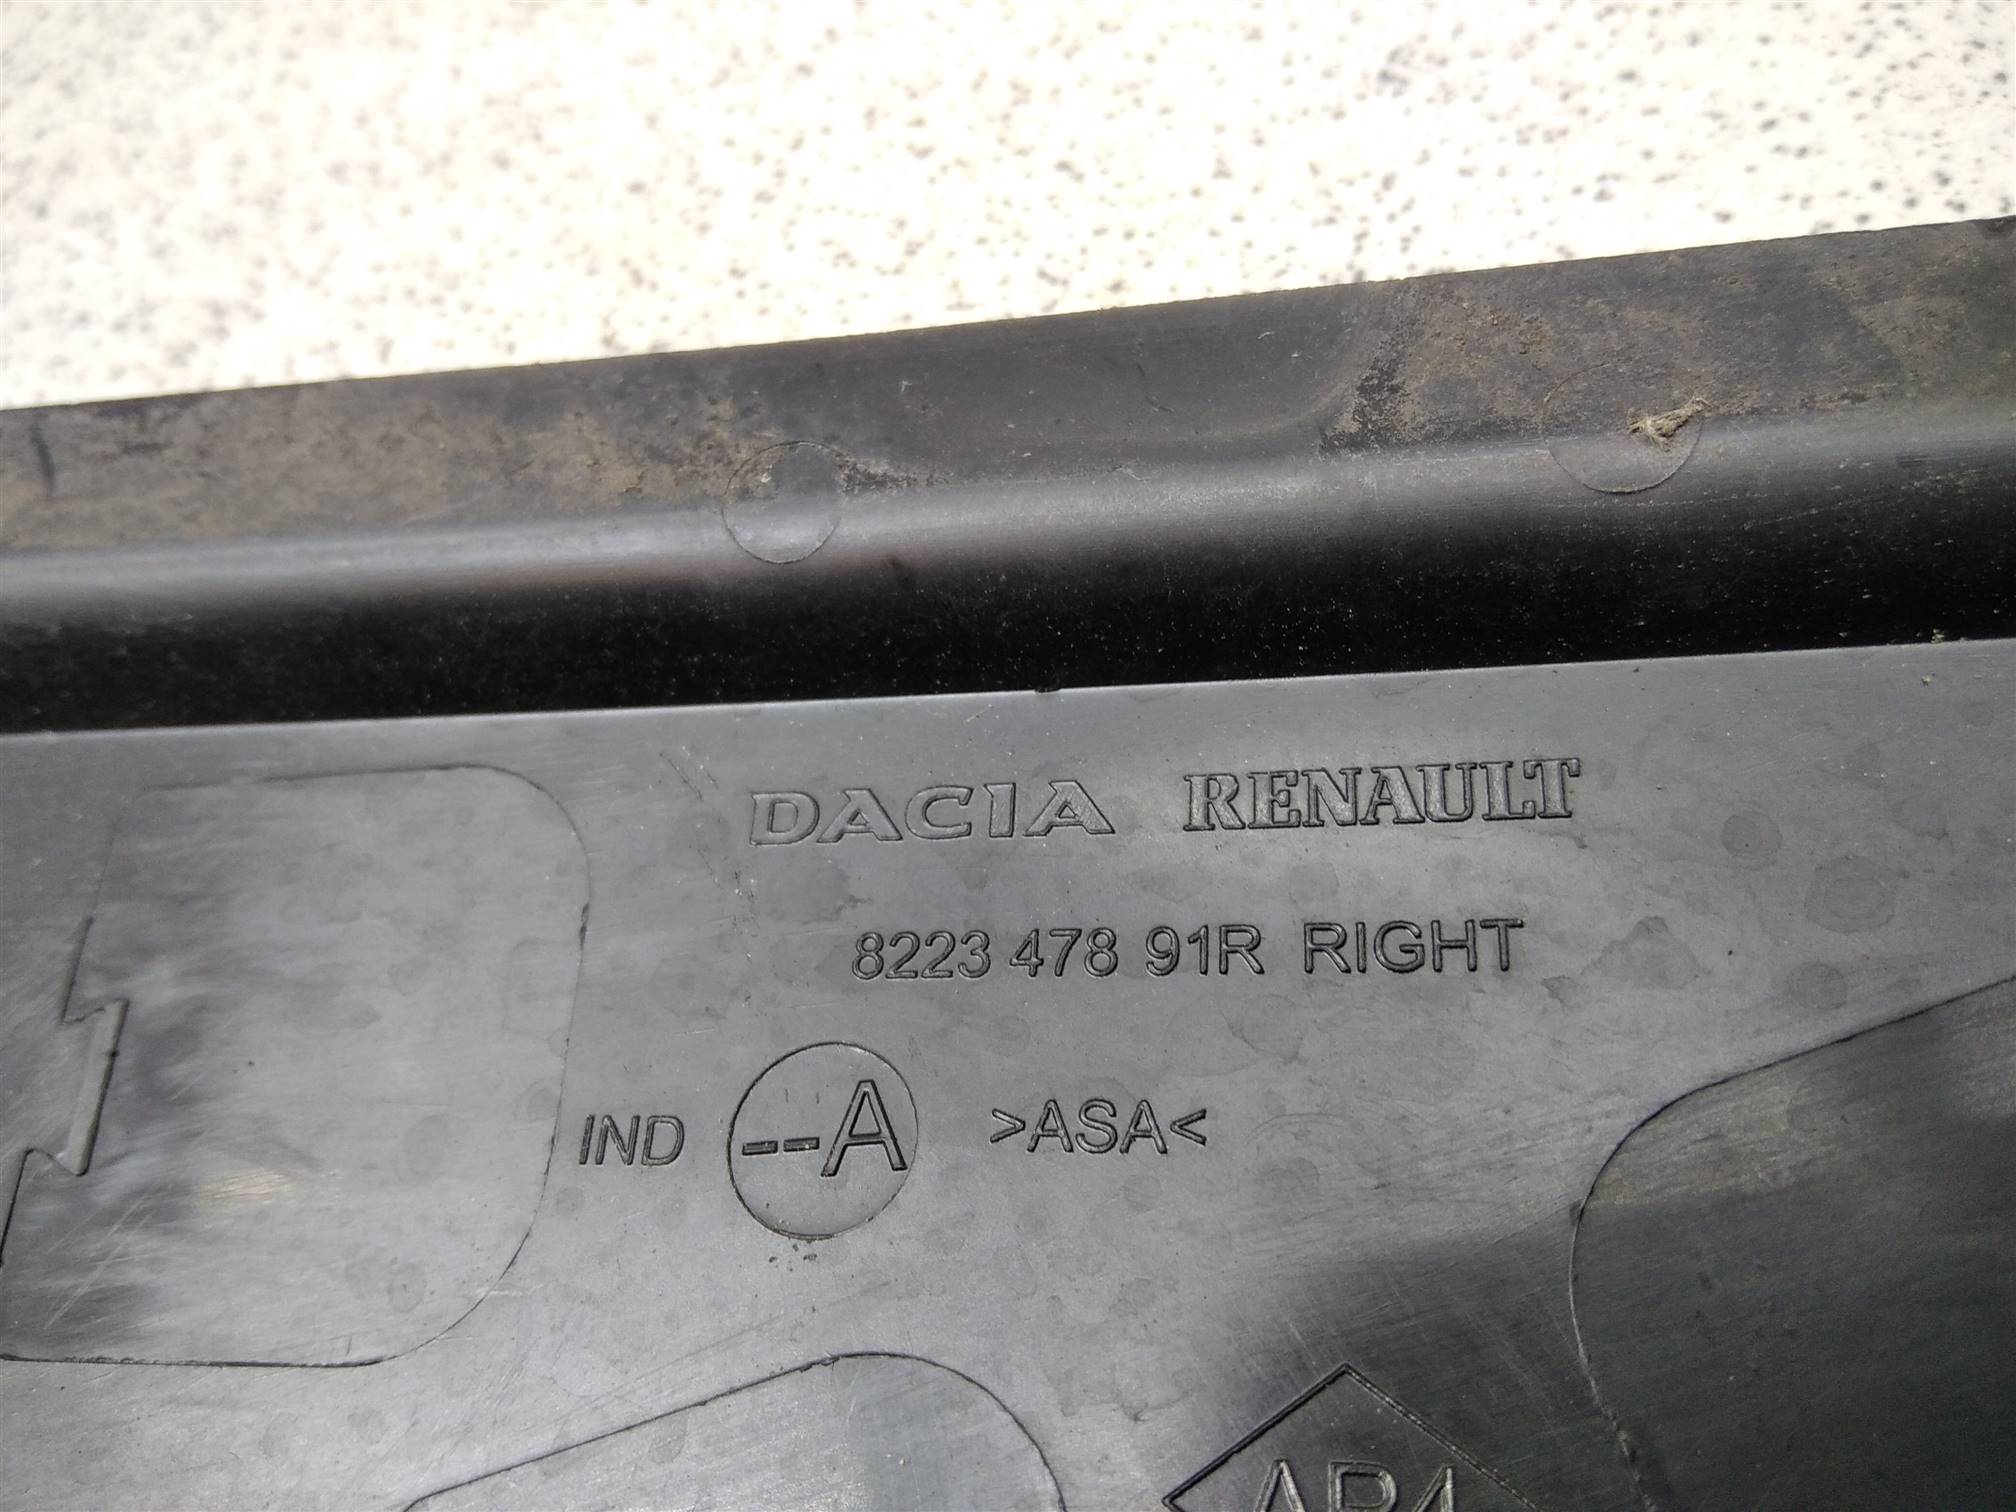 DACIA RENAULT
8223 478 91R RIGHT
IND --A >ASA<